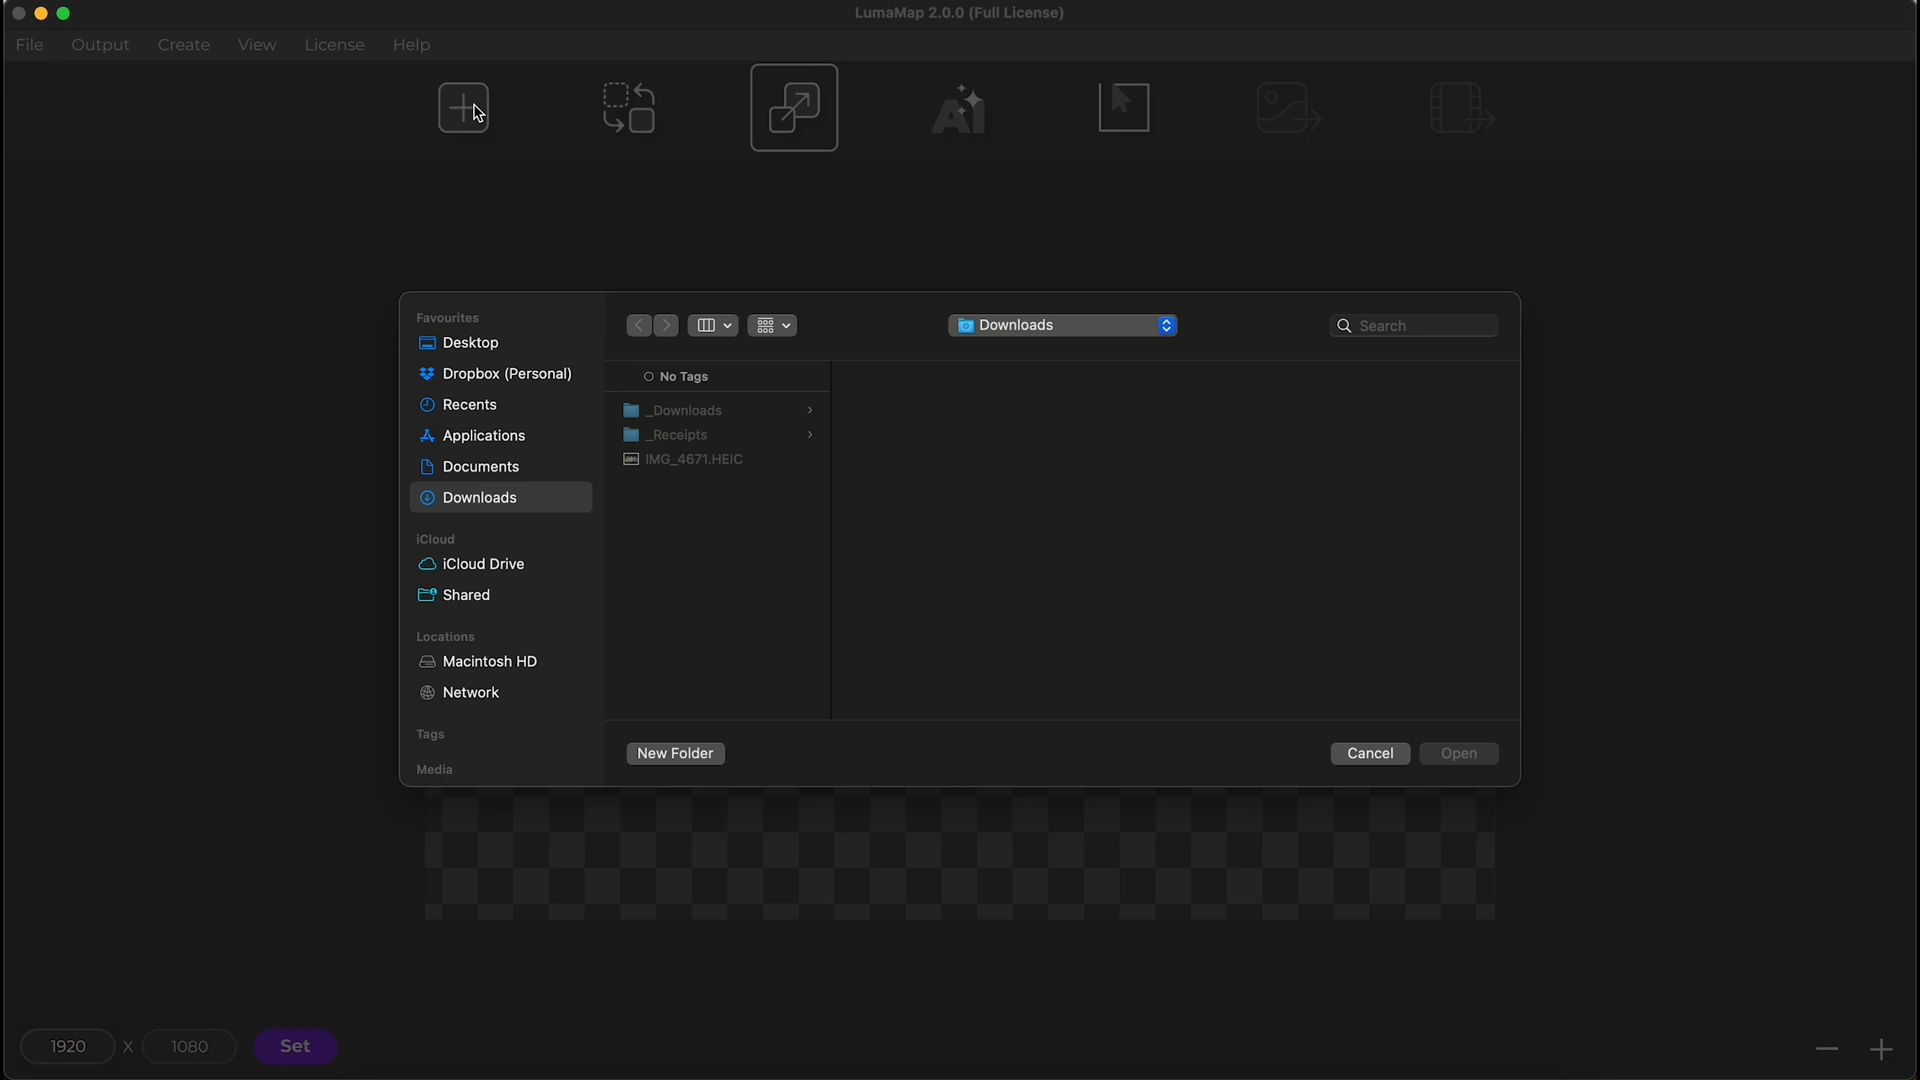 LumaMap 2.0.0 (Full License)
File Output Create View License Help
AI
Favourites
Desktop
Dropbox (Personal)
Recents
Applications
Documents
Downloads
iCloud
iCloud Drive
Shared
Locations
Macintosh HD
Network
Tags
Media
Downloads
Search
No Tags
_Downloads
_Receipts
IMG_4671.HEIC
New Folder
Cancel
Open
1920 X 1080 Set